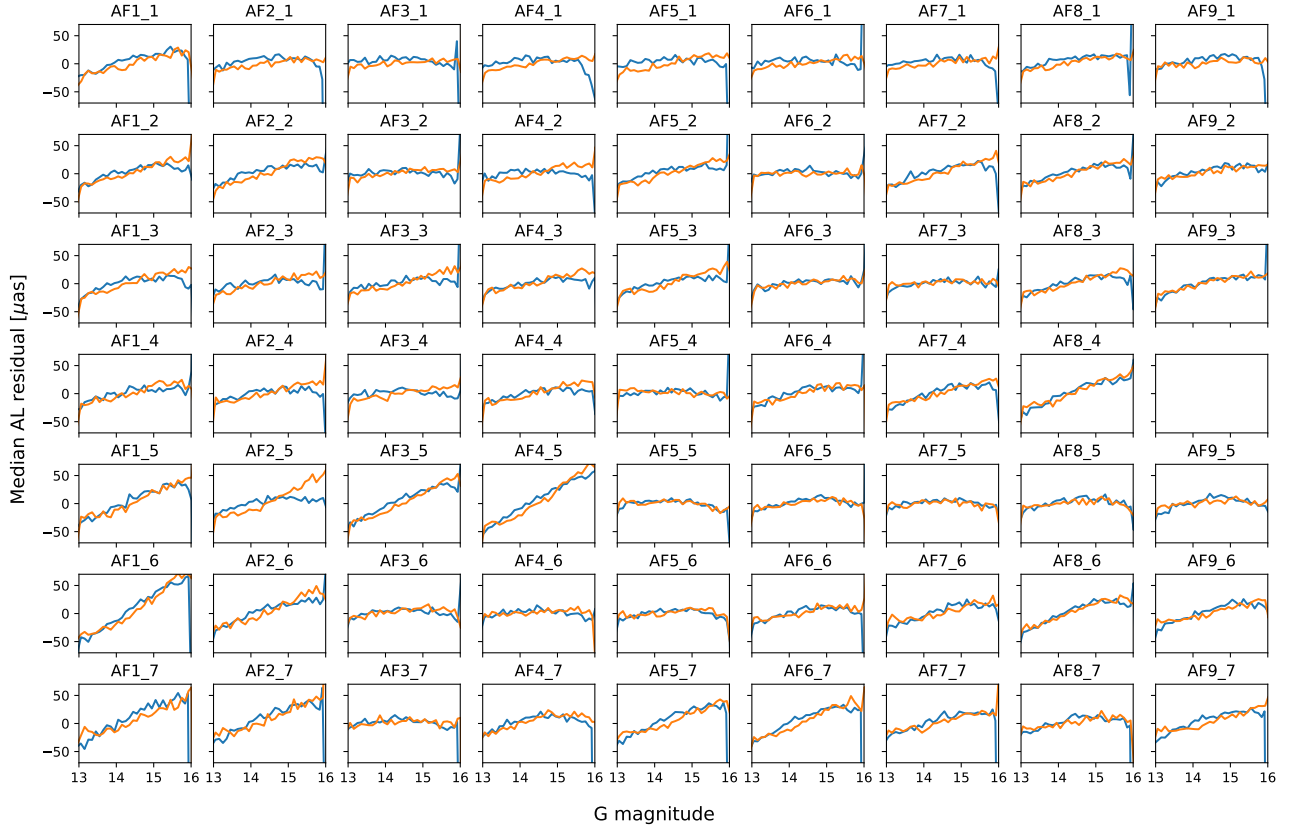 AF1_1 AF2_1 AF3_1 AF4_1 AF5_1 AF6_1 AF7_1 AF8_1 AF9_1
50
0
−50
AF1_2 AF2_2 AF3_2 AF4_2 AF5_2 AF6_2 AF7_2 AF8_2 AF9_2
50
0
−50
AF1_3 AF2_3 AF3_3 AF4_3 AF5_3 AF6_3 AF7_3 AF8_3 AF9_3
50
0
−50
AF1_4 AF2_4 AF3_4 AF4_4 AF5_4 AF6_4 AF7_4 AF8_4
50
0
−50
AF1_5 AF2_5 AF3_5 AF4_5 AF5_5 AF6_5 AF7_5 AF8_5 AF9_5
50
0
−50
AF1_6 AF2_6 AF3_6 AF4_6 AF5_6 AF6_6 AF7_6 AF8_6 AF9_6
50
0
−50
AF1_7 AF2_7 AF3_7 AF4_7 AF5_7 AF6_7 AF7_7 AF8_7 AF9_7
50
0
−50
13 14 15 16 13 14 15 16 13 14 15 16 13 14 15 16 13 14 15 16 13 14 15 16 13 14 15 16 13 14 15 16 13 14 15 16
Median AL residual [μas]
G magnitude